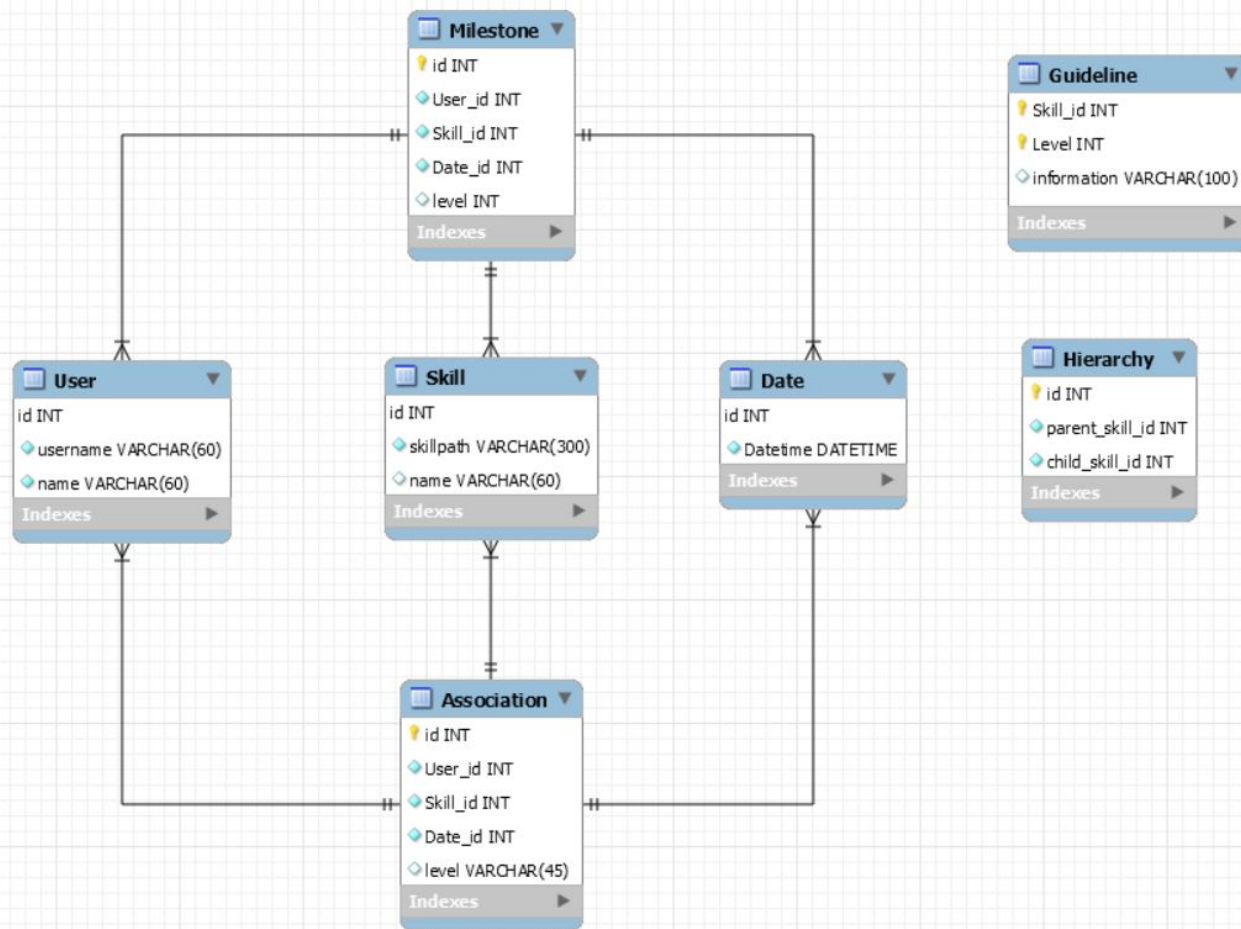 Milestone
id INT
User_id INT
Skill_id INT
Date_id INT
level INT
Indexes
Guideline
Skill_id INT
Level INT
information VARCHAR(100)
Indexes
User
id INT
username VARCHAR(60)
name VARCHAR(60)
Indexes
Skill
id INT
skillpath VARCHAR(300)
name VARCHAR(60)
Indexes
Date
id INT
Datetime DATETIME
Indexes
Hierarchy
id INT
parent_skill_id INT
child_skill_id INT
Indexes
Association
id INT
User_id INT
Skill_id INT
Date_id INT
level VARCHAR(45)
Indexes